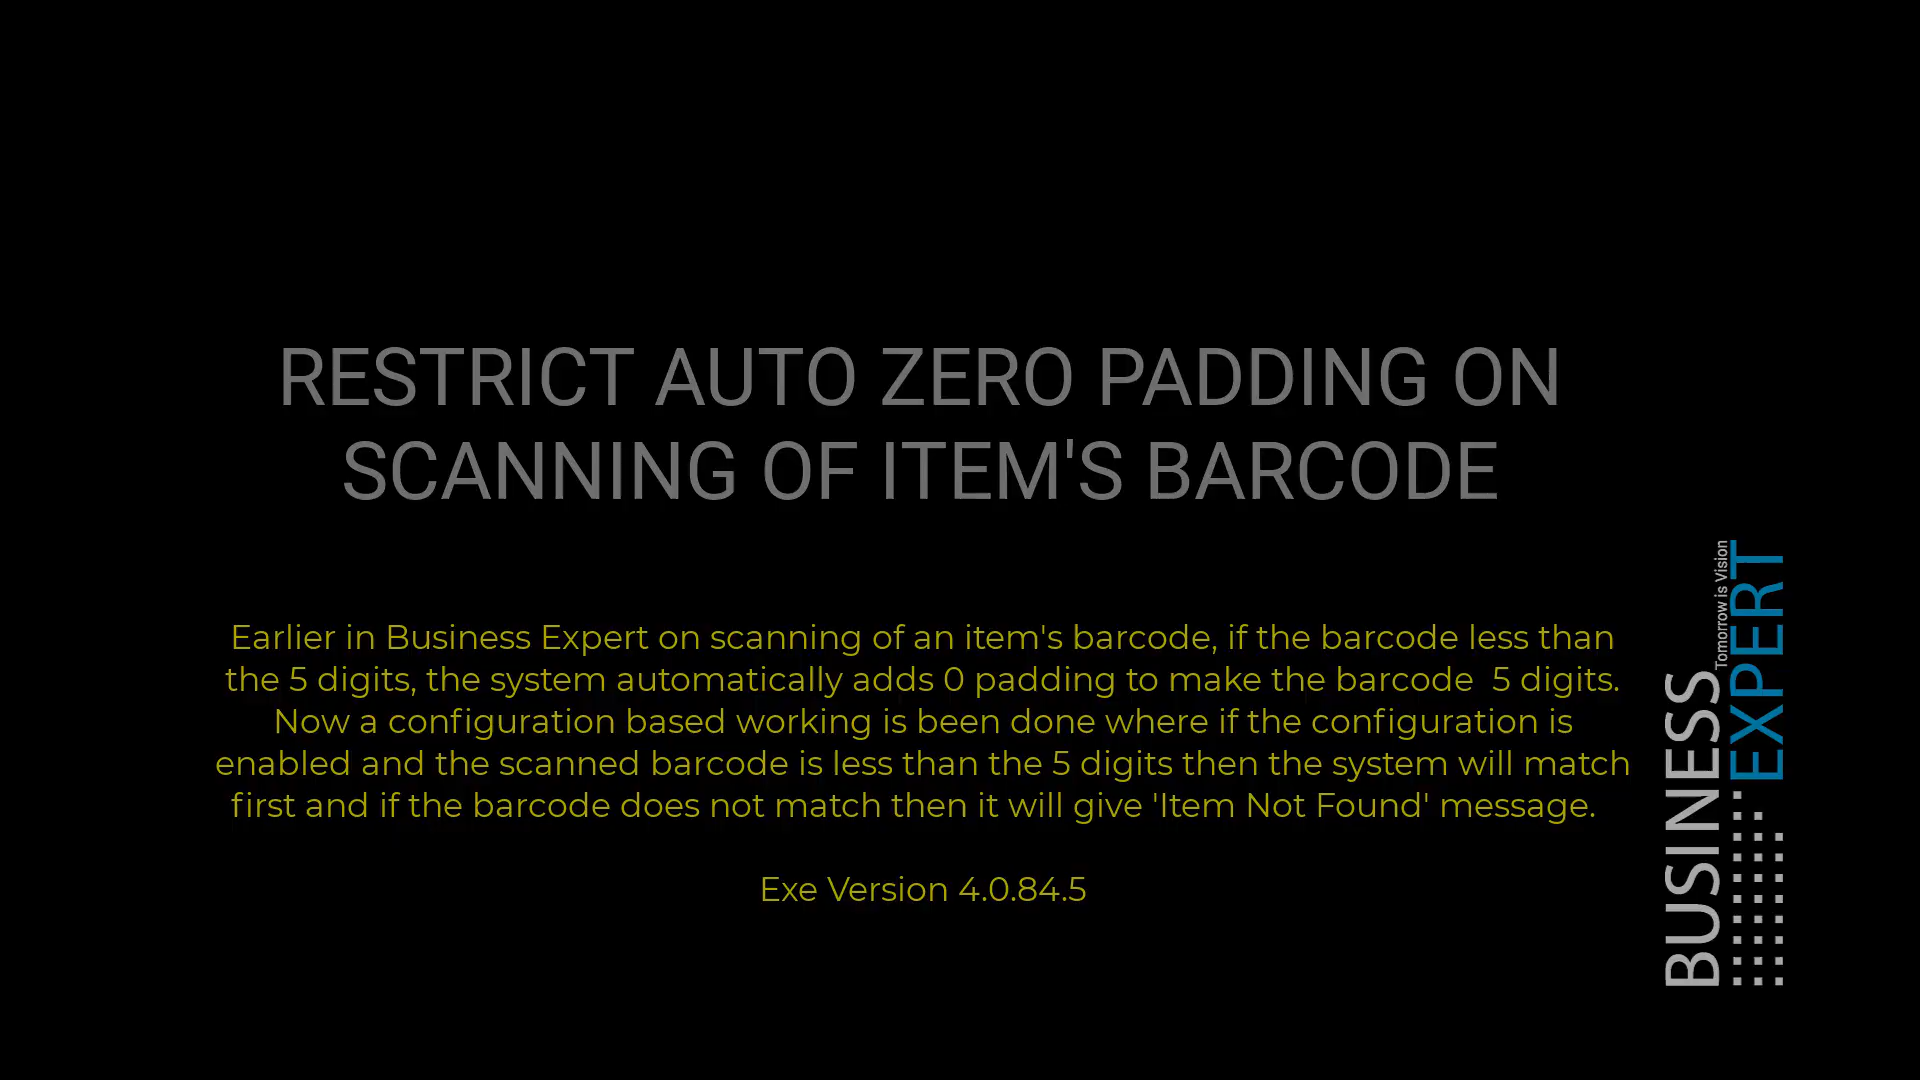 RESTRICT AUTO ZERO PADDING ON
SCANNING OF ITEM'S BARCODE
Earlier in Business Expert on scanning of an item's barcode, if the barcode less than
the 5 digits, the system automatically adds 0 padding to make the barcode  5 digits.
Now a configuration based working is been done where if the configuration is
enabled and the scanned barcode is less than the 5 digits then the system will match
first and if the barcode does not match then it will give 'Item Not Found' message.
Exe Version 4.0.84.5
BUSINESS
Tomorrow is Vision
EXPERT